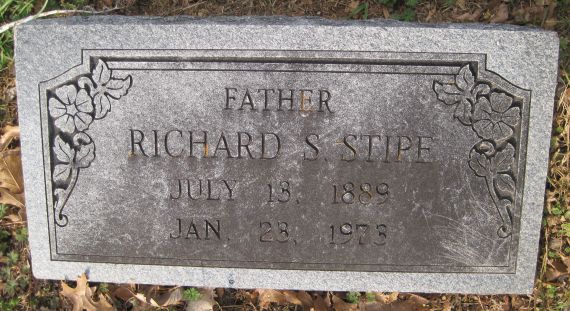 FATHER
RICHARD S. STIPE
JULY 13, 1889
JAN. 23, 1973